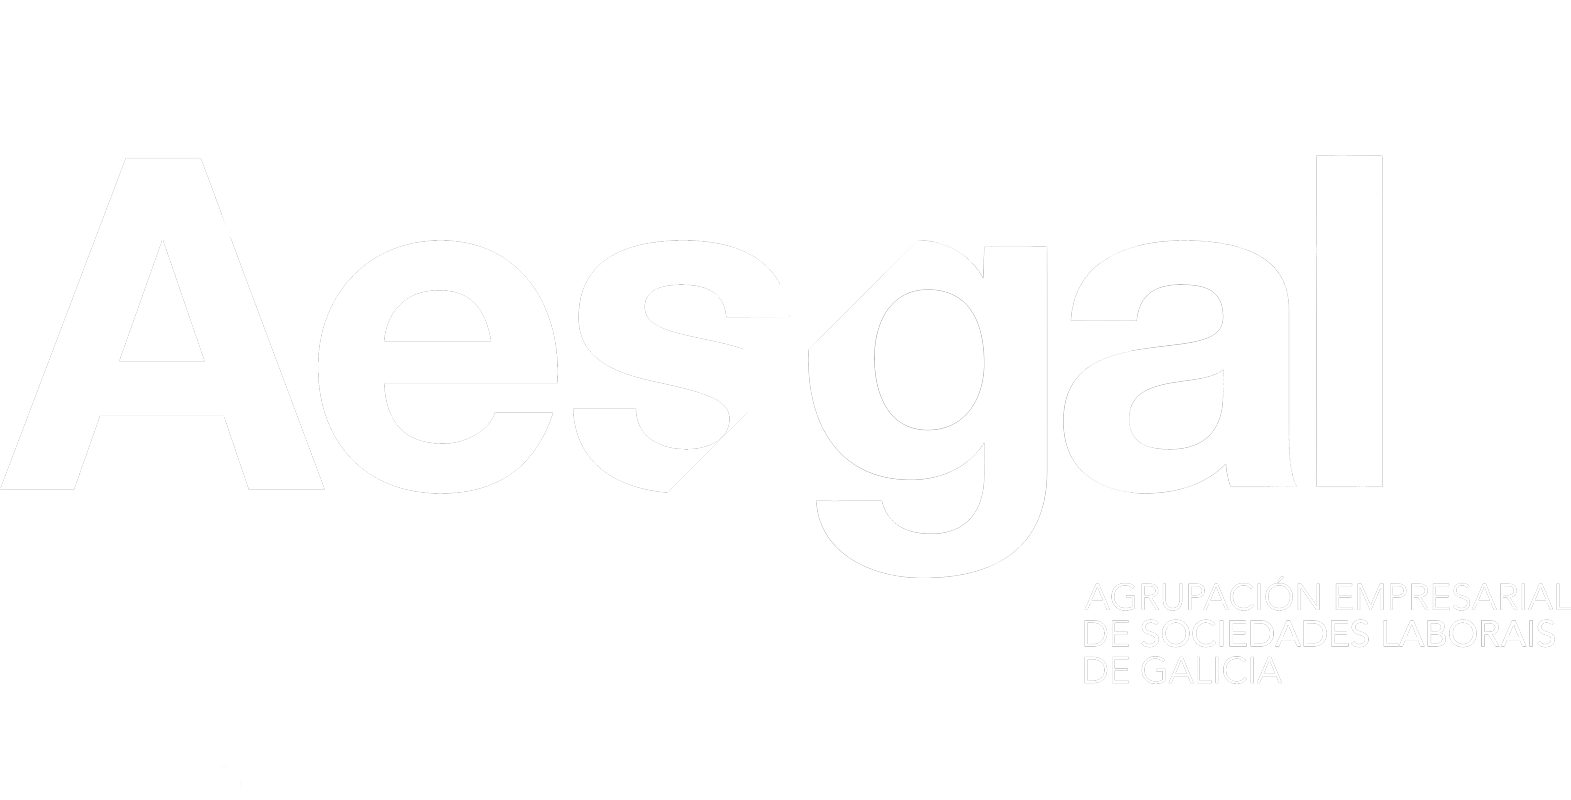 Aesgal
AGRUPACIÓN EMPRESARIAL
DE SOCIEDADES LABORAIS
DE GALICIA